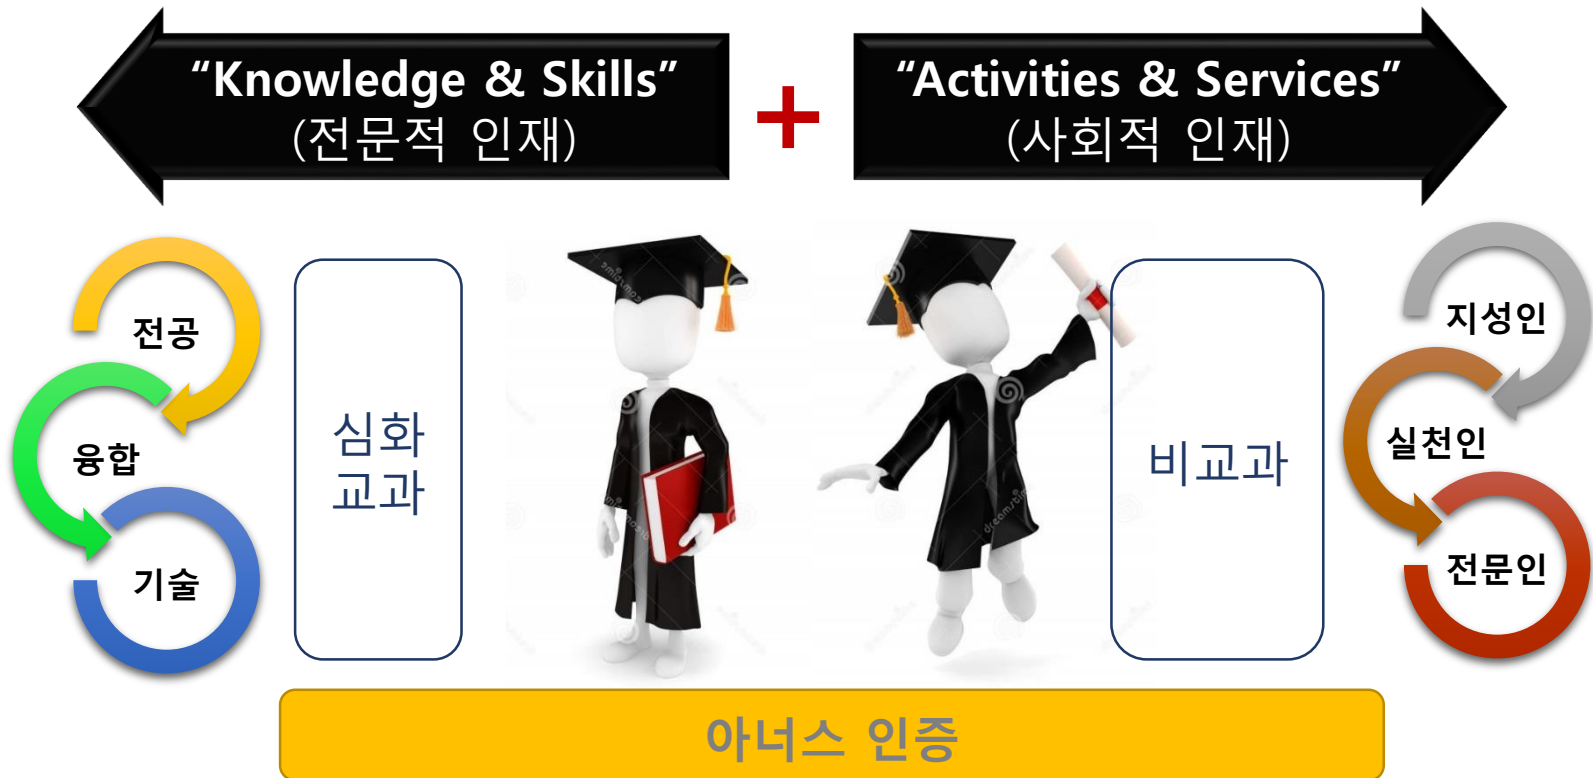 “Knowledge & Skills”
(전문적 인재)
+
“Activities & Services”
(사회적 인재)
전공
융합
기술
심화
교과
비교과
지성인
실천인
전문인
아너스 인증